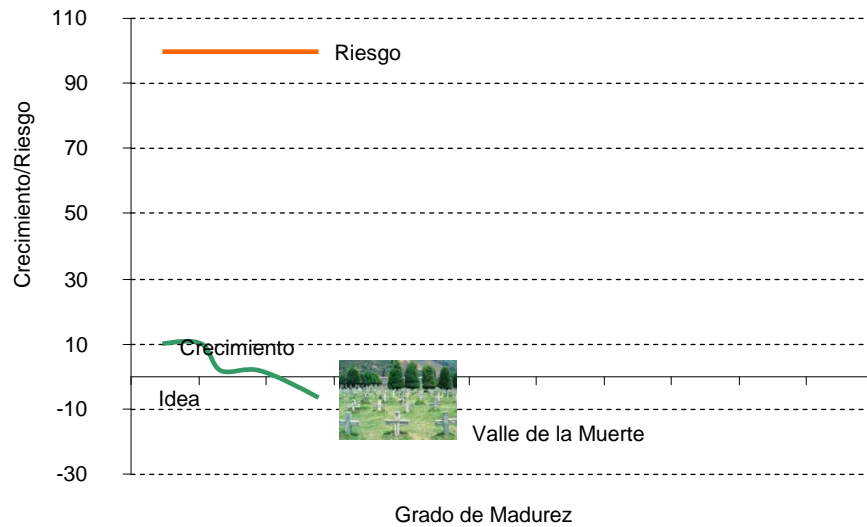 110
Riesgo
90
70
50
30
10
Crecimiento
Idea
-10
Valle de la Muerte
-30
Crecimiento/Riesgo
Grado de Madurez